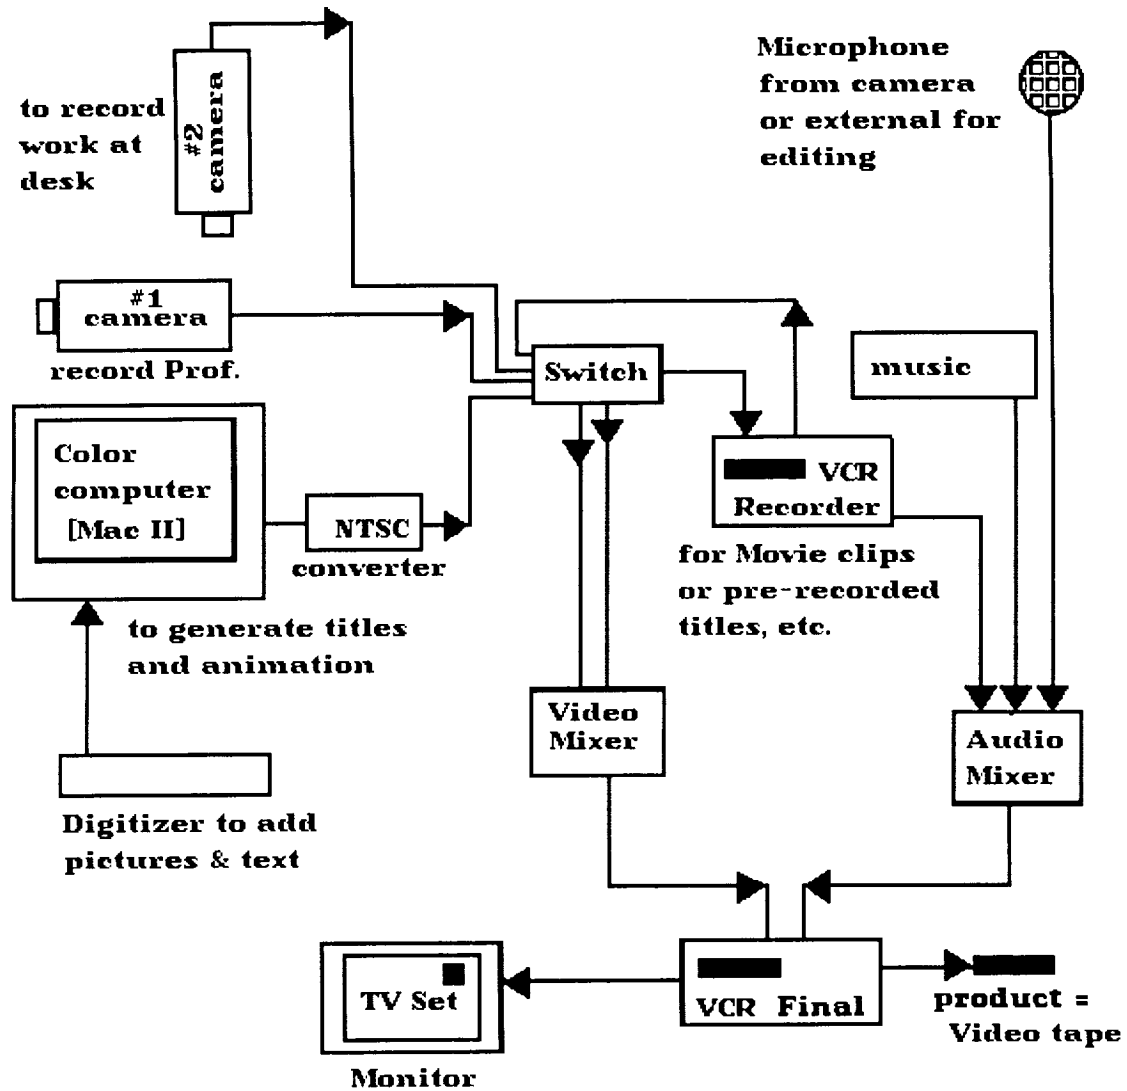 Microphone
from camera
or external for
editing
to record
work at
desk
#2
camera
#1
camera
record Prof.
Switch
music
Color
computer
[Mac II]
NTSC
converter
VCR
Recorder
for Movie clips
or pre-recorded
titles, etc.
to generate titles
and animation
Video
Mixer
Audio
Mixer
Digitizer to add
pictures & text
TV Set
Monitor
VCR Final
product =
Video tape